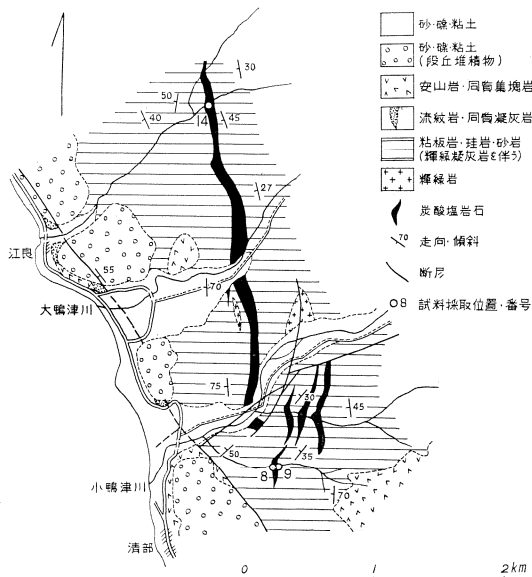 砂・礫・粘土
砂・礫・粘土
(段丘堆積物)
安山岩・同質集塊岩
流紋岩・同質凝灰岩
粘板岩・珪岩・砂岩
(輝緑凝灰岩を伴う)
輝緑岩
炭酸塩岩石
70 走向・傾斜
断層
8 試料採取位置・番号
30
50
40
14
45
27
江良
55
70
大鴨津川
75
30
45
50
35
8 9
70
小鴨津川
清部
0 1 2km